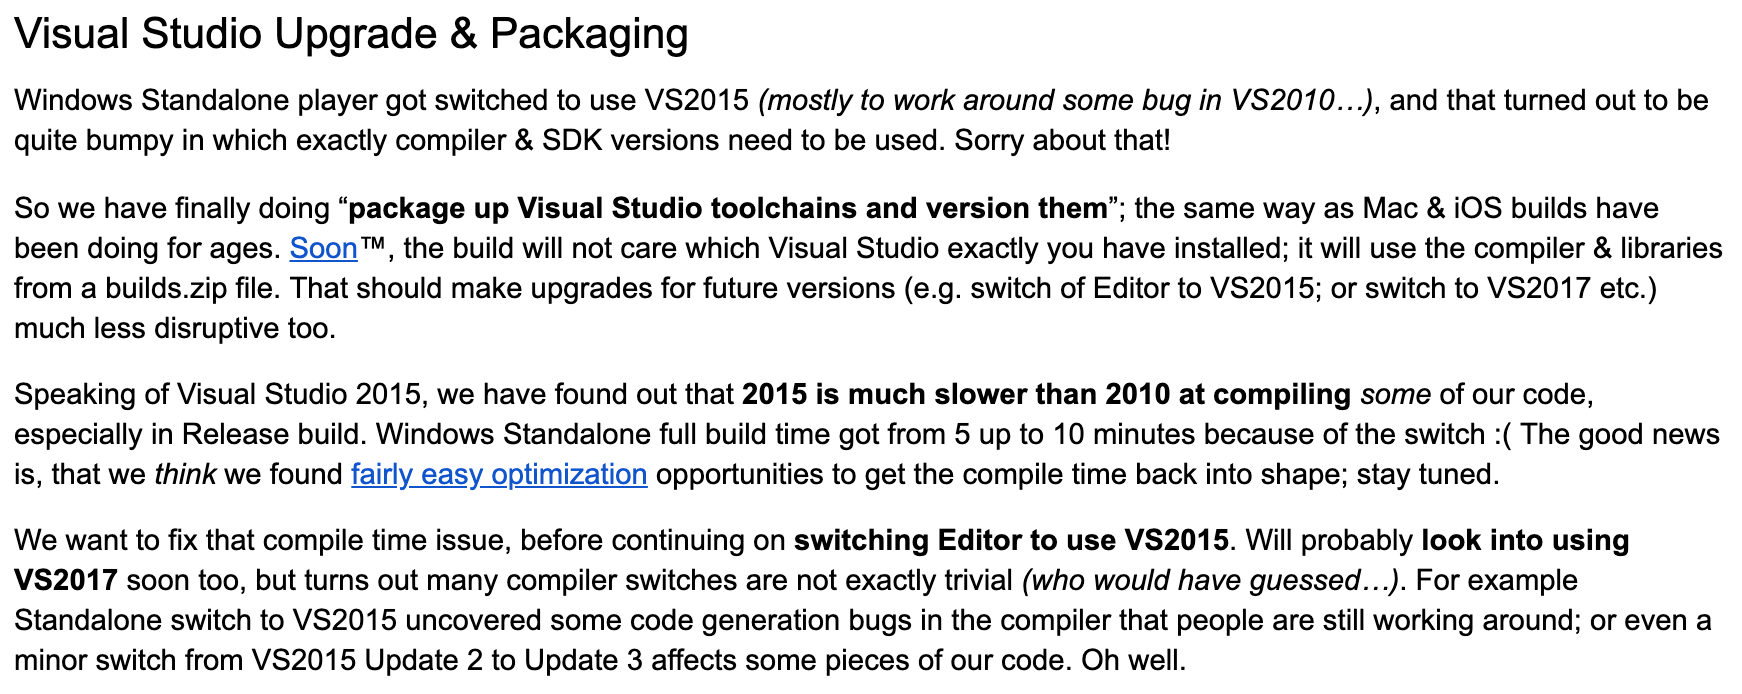 Visual Studio Upgrade & Packaging
Windows Standalone player got switched to use VS2015 (mostly to work around some bug in VS2010…), and that turned out to be
quite bumpy in which exactly compiler & SDK versions need to be used. Sorry about that!
So we have finally doing “package up Visual Studio toolchains and version them”; the same way as Mac & iOS builds have
been doing for ages. Soon™, the build will not care which Visual Studio exactly you have installed; it will use the compiler & libraries
from a builds.zip file. That should make upgrades for future versions (e.g. switch of Editor to VS2015; or switch to VS2017 etc.)
much less disruptive too.
Speaking of Visual Studio 2015, we have found out that 2015 is much slower than 2010 at compiling some of our code,
especially in Release build. Windows Standalone full build time got from 5 up to 10 minutes because of the switch :( The good news
is, that we think we found fairly easy optimization opportunities to get the compile time back into shape; stay tuned.
We want to fix that compile time issue, before continuing on switching Editor to use VS2015. Will probably look into using
VS2017 soon too, but turns out many compiler switches are not exactly trivial (who would have guessed…). For example
Standalone switch to VS2015 uncovered some code generation bugs in the compiler that people are still working around; or even a
minor switch from VS2015 Update 2 to Update 3 affects some pieces of our code. Oh well.